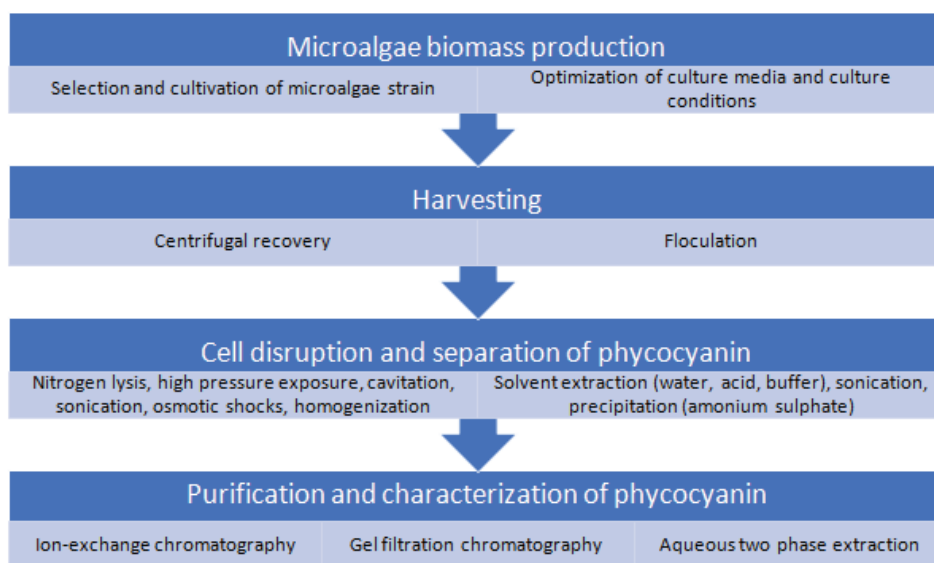 Microalgae biomass production
Selection and cultivation of microalgae strain
Optimization of culture media and culture
conditions
Harvesting
Centrifugal recovery
Floculation
Cell disruption and separation of phycocyanin
Nitrogen lysis, high pressure exposure, cavitation,
sonication, osmotic shocks, homogenization
Solvent extraction (water, acid, buffer), sonication,
precipitation (amonium sulphate)
Purification and characterization of phycocyanin
Ion-exchange chromatography
Gel filtration chromatography
Aqueous two phase extraction